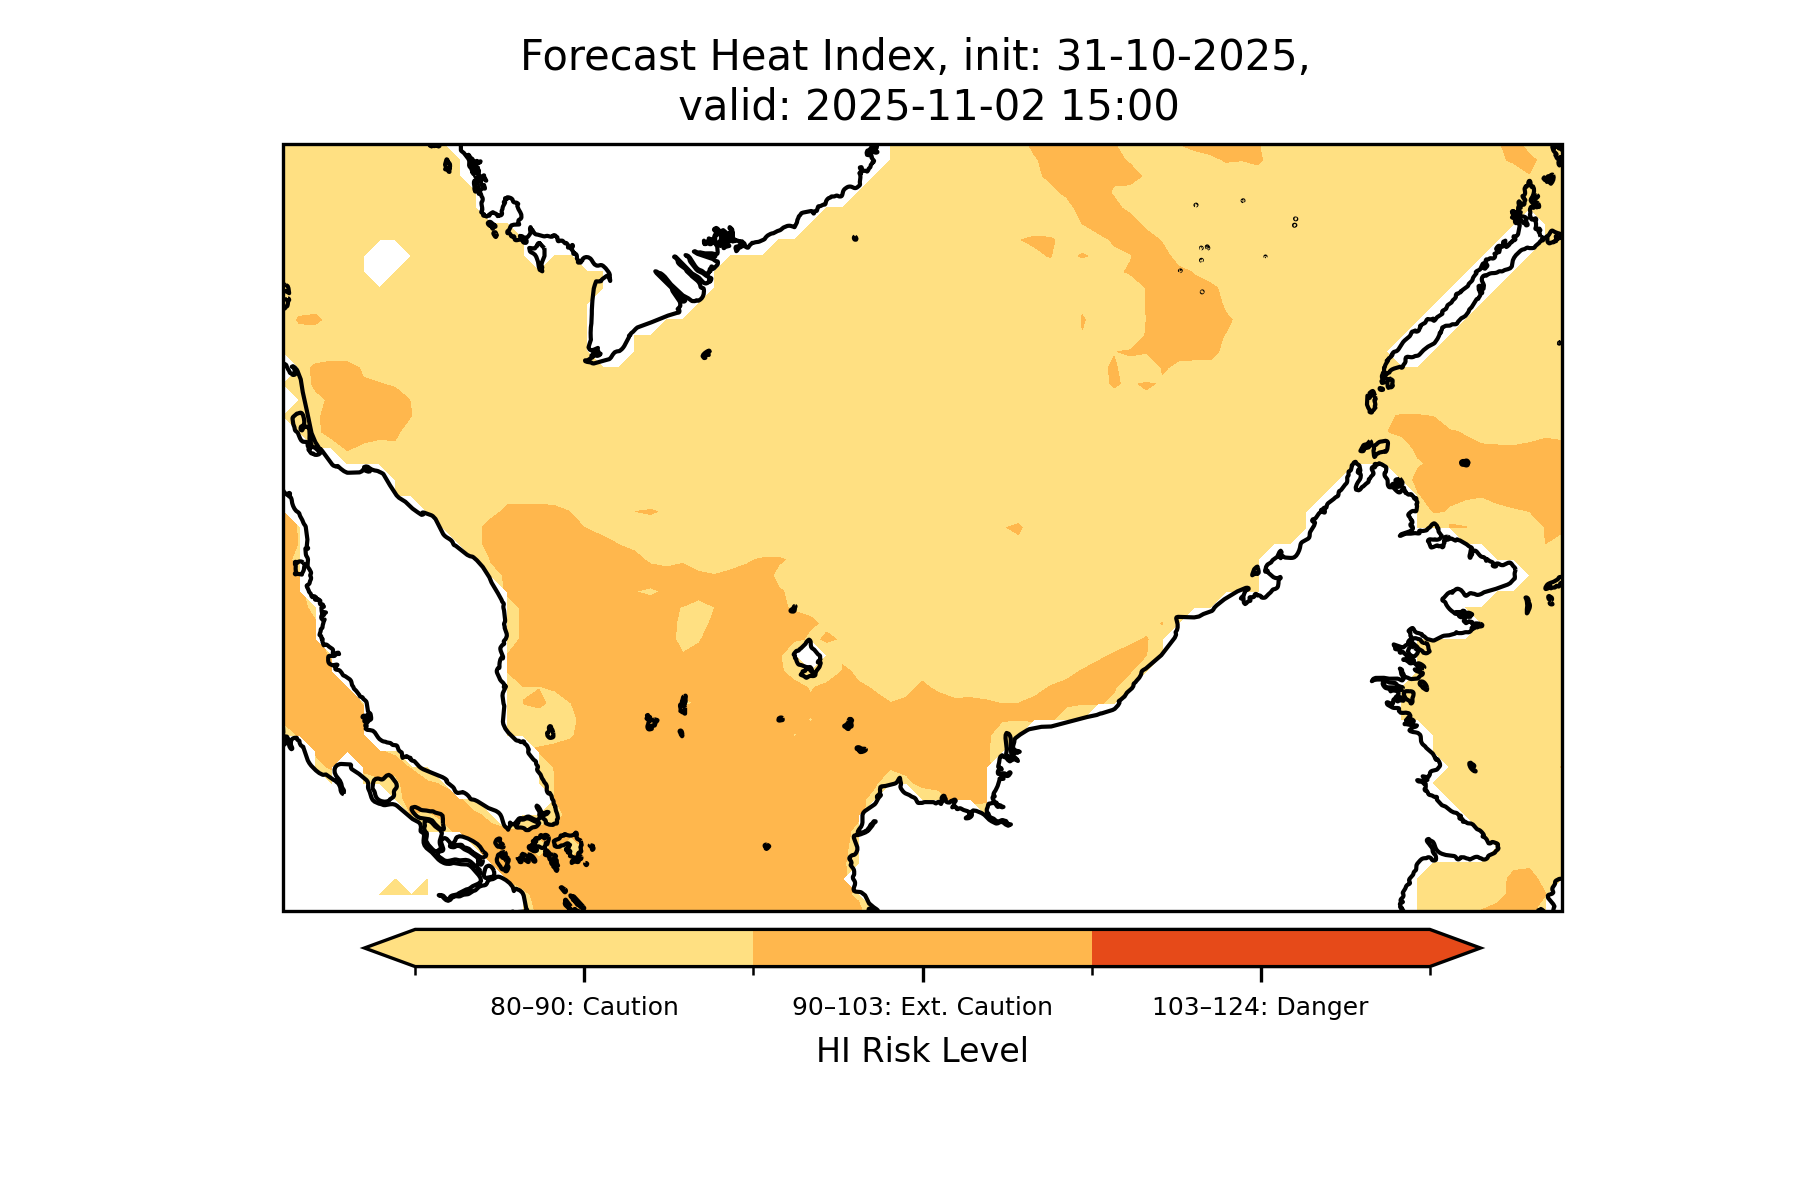 Forecast Heat Index, init: 31-10-2025,
valid: 2025-11-02 15:00
80–90: Caution
90–103: Ext. Caution
103–124: Danger
HI Risk Level